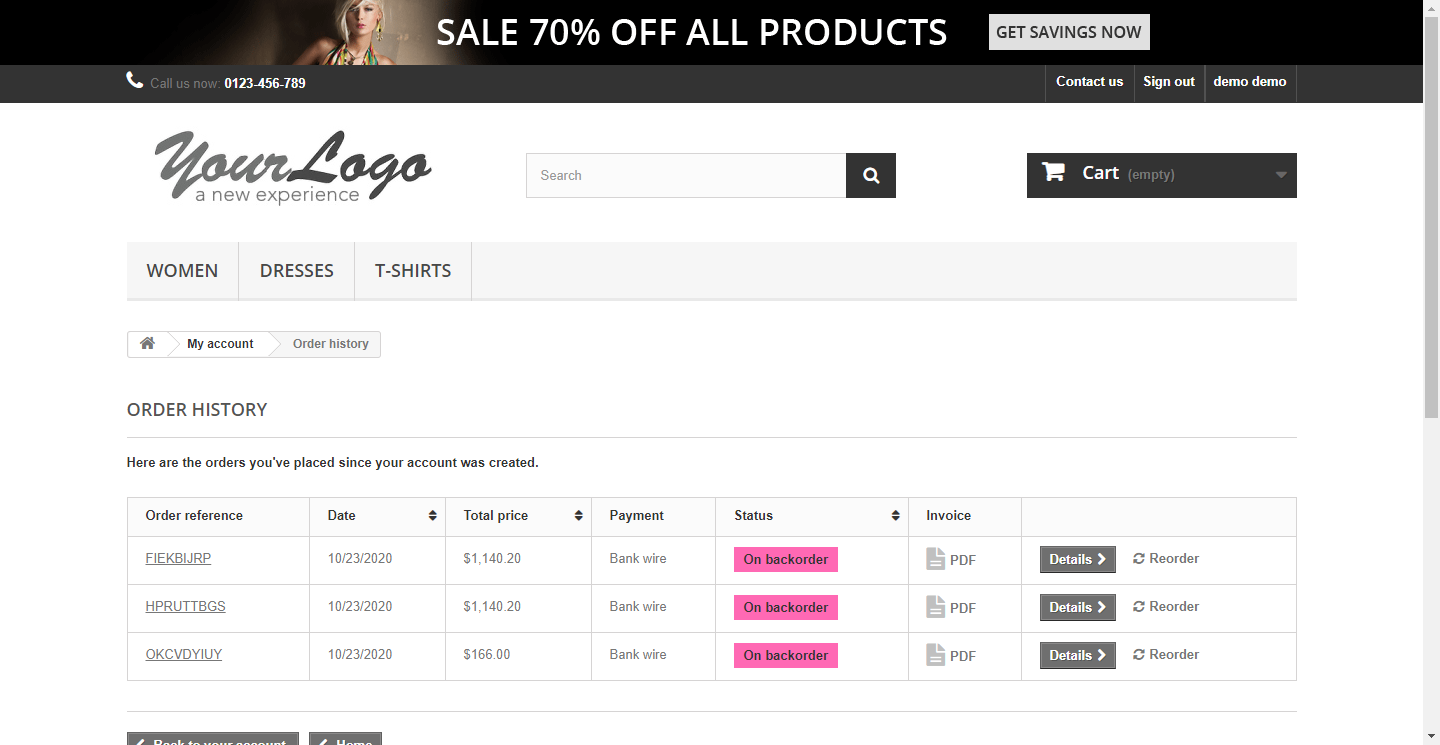 SALE 70% OFF ALL PRODUCTS GET SAVINGS NOW
Call us now: 0123-456-789 Contact us Sign out demo demo
YourLogo
a new experience
Search
Cart (empty)
WOMEN DRESSES T-SHIRTS
My account Order history
ORDER HISTORY
Here are the orders you've placed since your account was created.
Order reference Date Total price Payment Status Invoice
FIEKBIJRP 10/23/2020 $1,140.20 Bank wire On backorder PDF Details Reorder
HPRUTTBGS 10/23/2020 $1,140.20 Bank wire On backorder PDF Details Reorder
OKCVDYIUY 10/23/2020 $166.00 Bank wire On backorder PDF Details Reorder
Back to your account Home